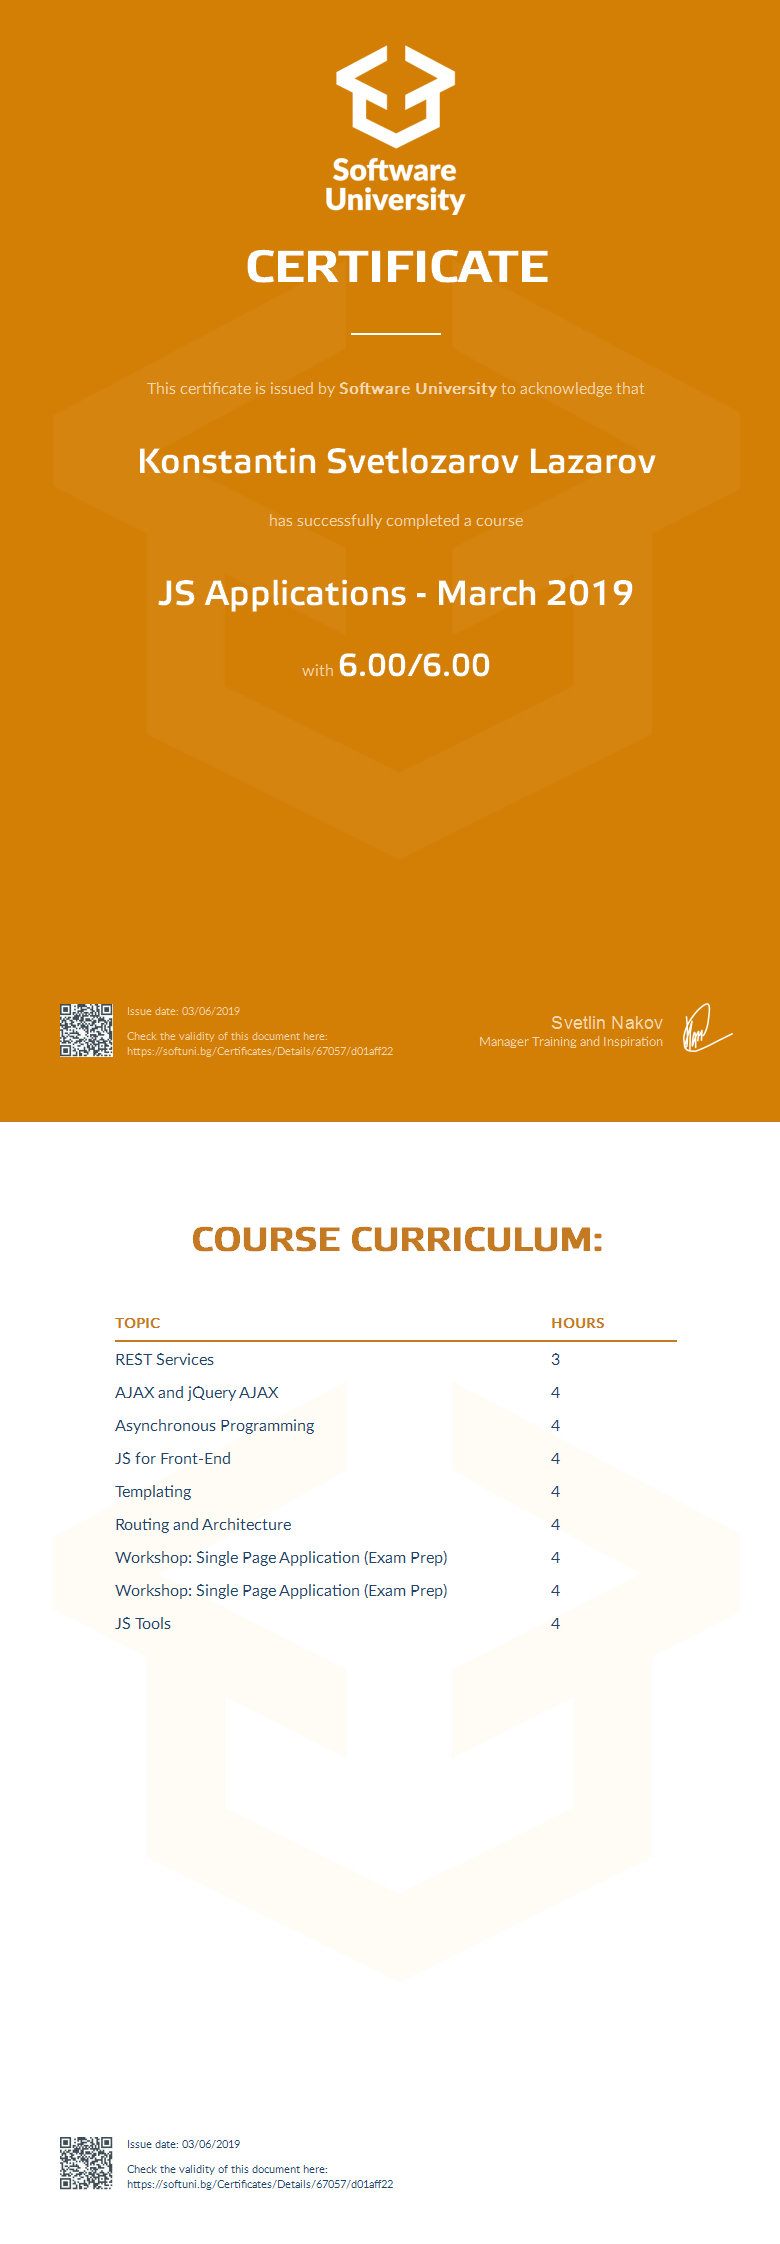 Software
University
CERTIFICATE
This certificate is issued by Software University to acknowledge that
Konstantin Svetlozarov Lazarov
has successfully completed a course
JS Applications - March 2019
with 6.00/6.00
Issue date: 03/06/2019
Check the validity of this document here:
https://softuni.bg/Certificates/Details/67057/d01aff22
Svetlin Nakov
Manager Training and Inspiration
COURSE CURRICULUM:
TOPIC HOURS
REST Services 3
AJAX and jQuery AJAX 4
Asynchronous Programming 4
JS for Front-End 4
Templating 4
Routing and Architecture 4
Workshop: Single Page Application (Exam Prep) 4
Workshop: Single Page Application (Exam Prep) 4
JS Tools 4
Issue date: 03/06/2019
Check the validity of this document here:
https://softuni.bg/Certificates/Details/67057/d01aff22